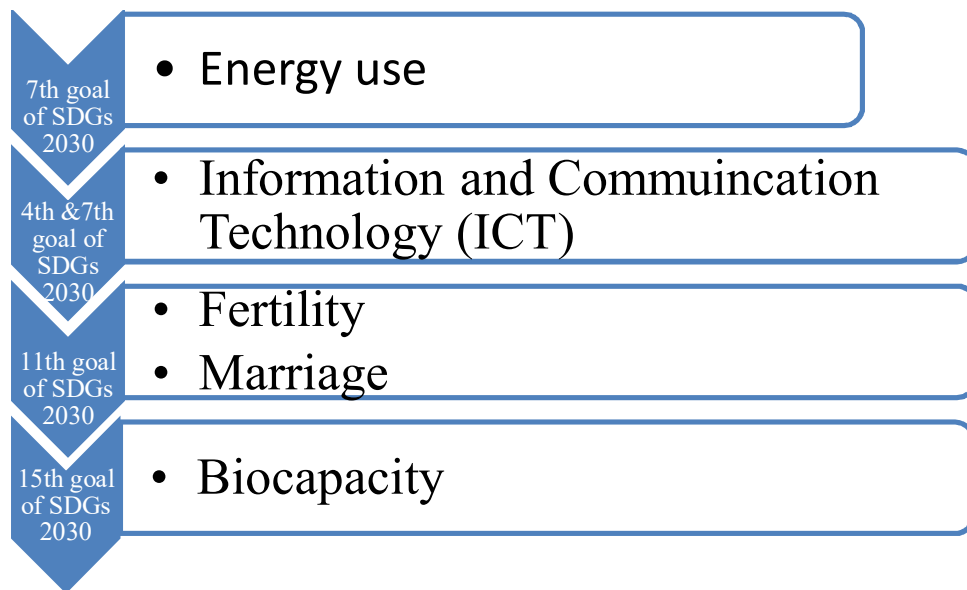 7th goal
of SDGs
2030
• Energy use
4th &7th
goal of
SDGs
2030
• Information and Commuincation
Technology (ICT)
11th goal
of SDGs
2030
• Fertility
• Marriage
15th goal
of SDGs
2030
• Biocapacity